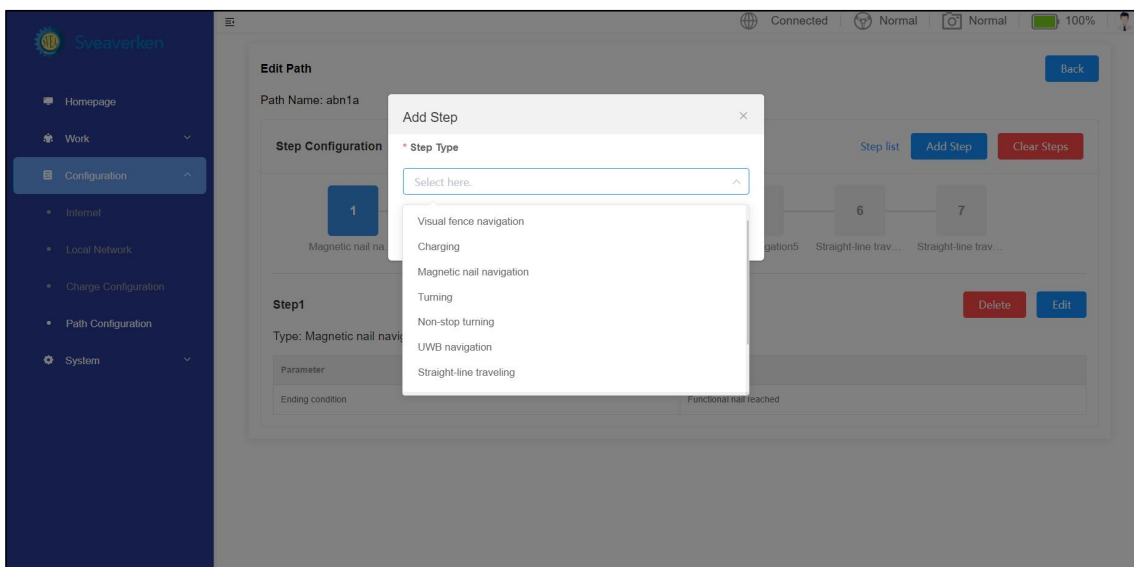 Sveaverken
Connected
Normal
Normal
100%
Homepage
Work
Configuration
Internet
Local Network
Charge Configuration
Path Configuration
System
Edit Path
Back
Path Name: abn1a
Step Configuration
Step list
Add Step
Clear Steps
1
6
7
Magnetic nail na
gation5
Straight-line trav...
Straight-line trav...
Add Step
* Step Type
Select here.
Visual fence navigation
Charging
Magnetic nail navigation
Turning
Non-stop turning
UWB navigation
Straight-line traveling
Step1
Delete
Edit
Type: Magnetic nail navig
Parameter
Ending condition
Functional nail reached